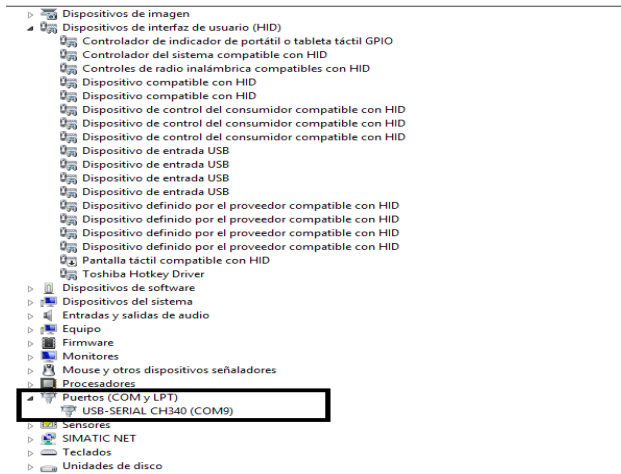 Dispositivos de imagen
Dispositivos de interfaz de usuario (HID)
Controlador de indicador de portátil o tableta táctil GPIO
Controlador del sistema compatible con HID
Controles de radio inalámbrica compatibles con HID
Dispositivo compatible con HID
Dispositivo compatible con HID
Dispositivo de control del consumidor compatible con HID
Dispositivo de control del consumidor compatible con HID
Dispositivo de control del consumidor compatible con HID
Dispositivo de entrada USB
Dispositivo de entrada USB
Dispositivo de entrada USB
Dispositivo de entrada USB
Dispositivo definido por el proveedor compatible con HID
Dispositivo definido por el proveedor compatible con HID
Dispositivo definido por el proveedor compatible con HID
Dispositivo definido por el proveedor compatible con HID
Pantalla táctil compatible con HID
Toshiba Hotkey Driver
Dispositivos de software
Dispositivos del sistema
Entradas y salidas de audio
Equipo
Firmware
Monitores
Mouse y otros dispositivos señaladores
Procesadores
Puertos (COM y LPT)
USB-SERIAL CH340 (COM9)
Sensores
SIMATIC NET
Teclados
Unidades de disco